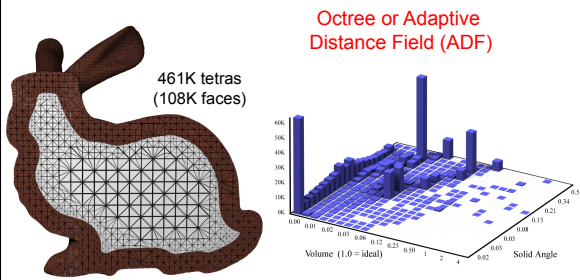 Octree or Adaptive
Distance Field (ADF)
461K tetras
(108K faces)
60K
50K
40K
30K
20K
10K
0K
0.00
0.01
0.02
0.03
0.06
0.12
0.25
0.50
1
2
4
Volume (1.0 = ideal)
0.02
0.03
0.05
0.08
0.13
0.21
0.34
0.5
Solid Angle